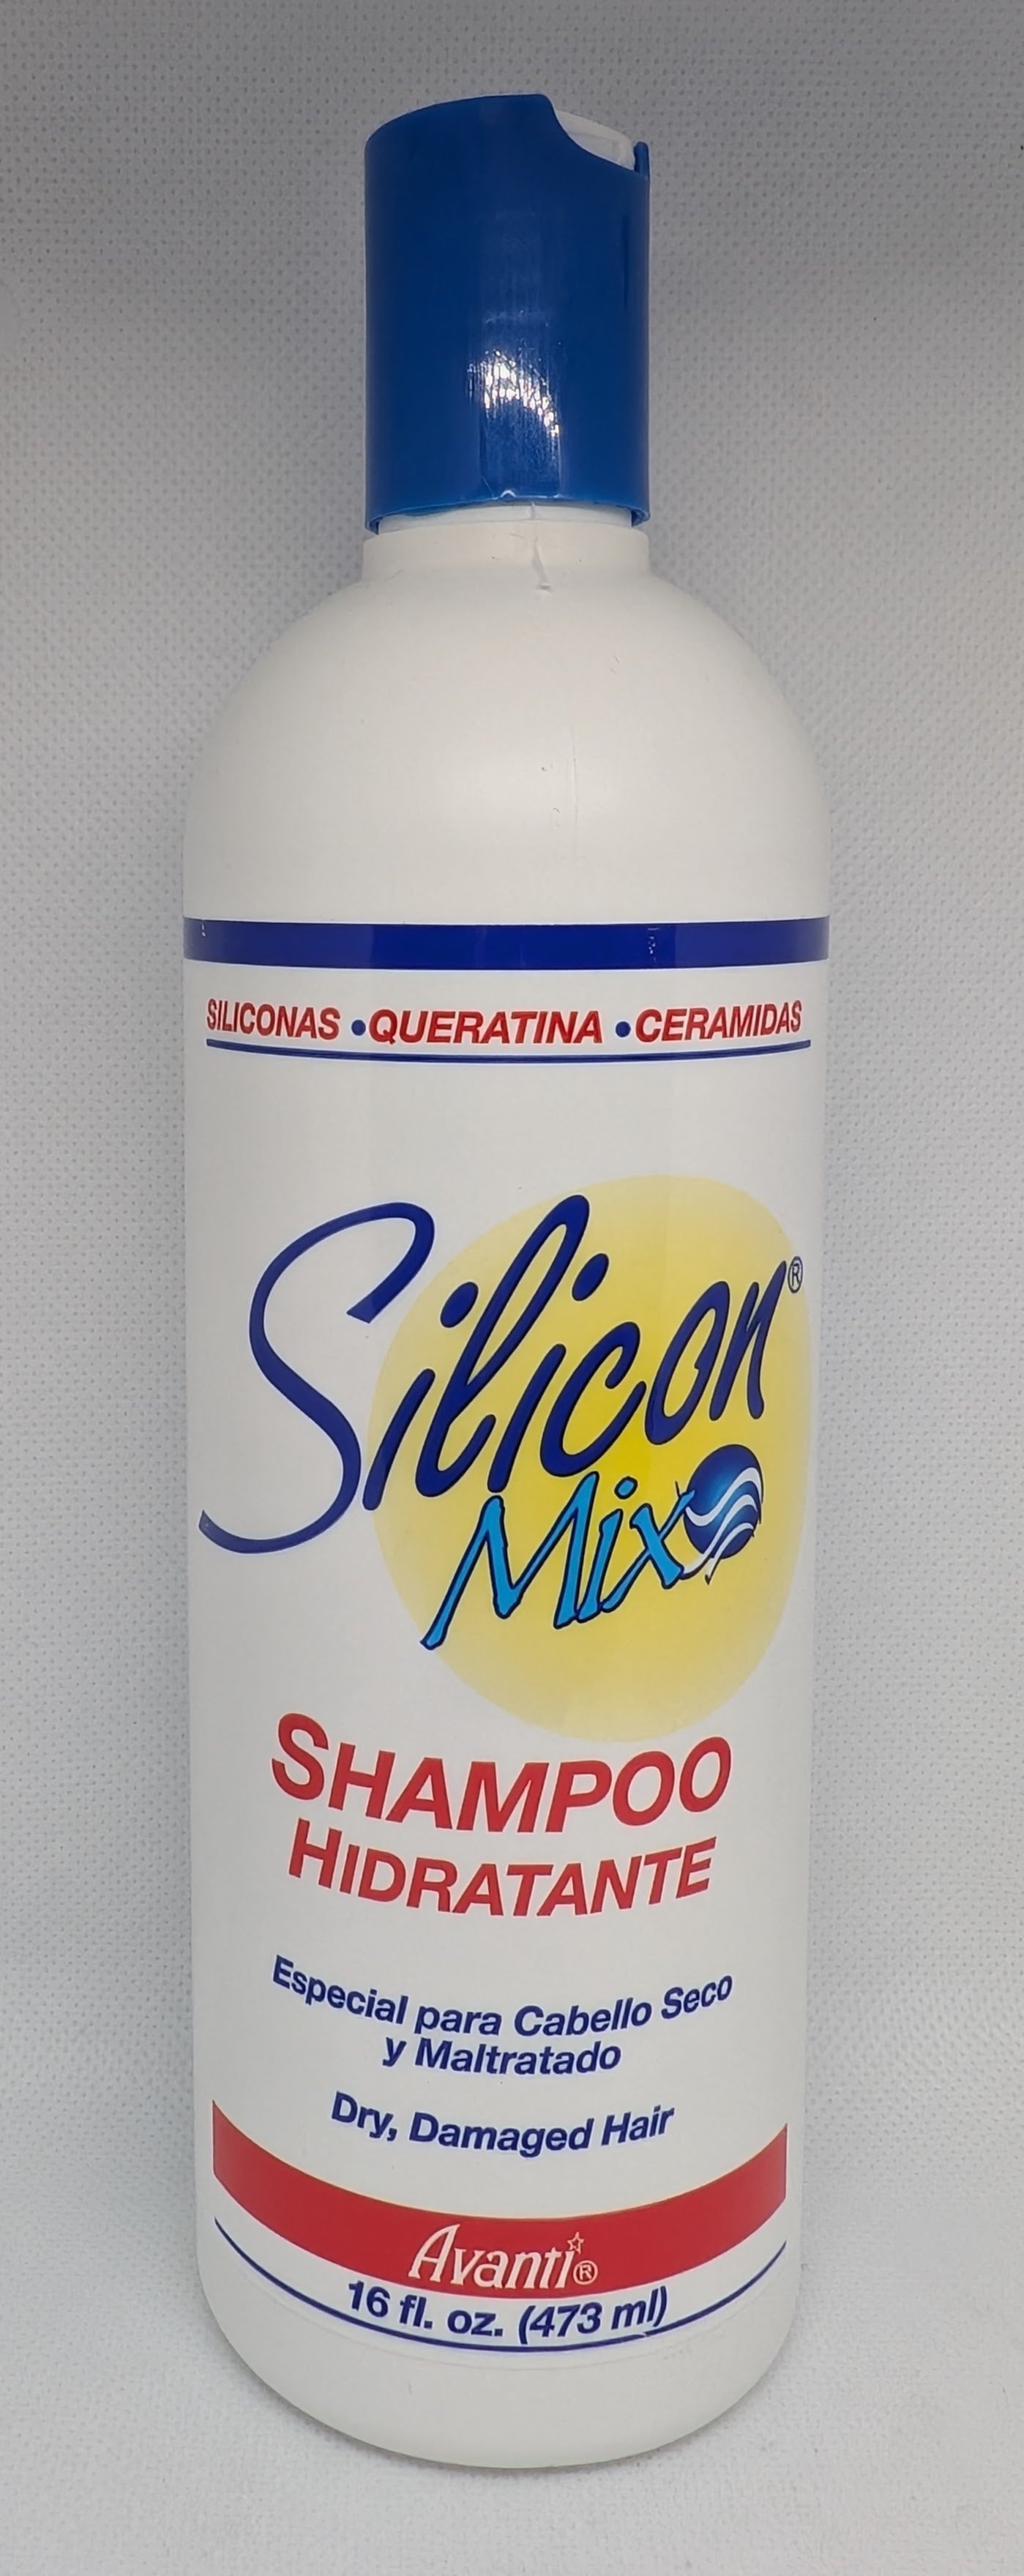 SILICONAS •QUERATINA •CERAMIDAS
Silicon®
Mix
SHAMPOO
HIDRATANTE
Especial para Cabello Seco
y Maltratado
Dry, Damaged Hair
Avanti®
16 fl. oz. (473 ml)